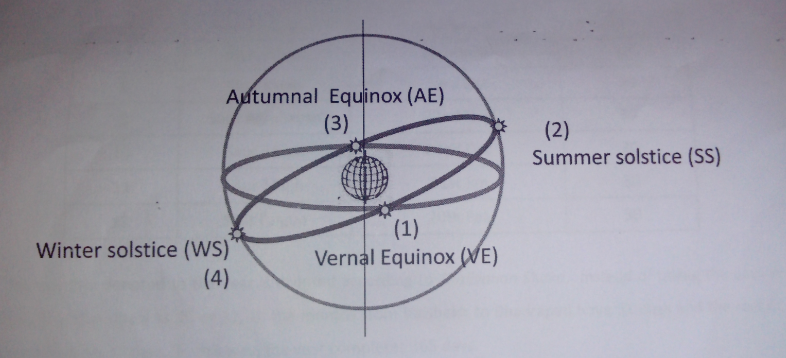 Autumnal Equinox (AE)
(3)
(2)
Summer solstice (SS)
(1)
Vernal Equinox (VE)
Winter solstice (WS)
(4)